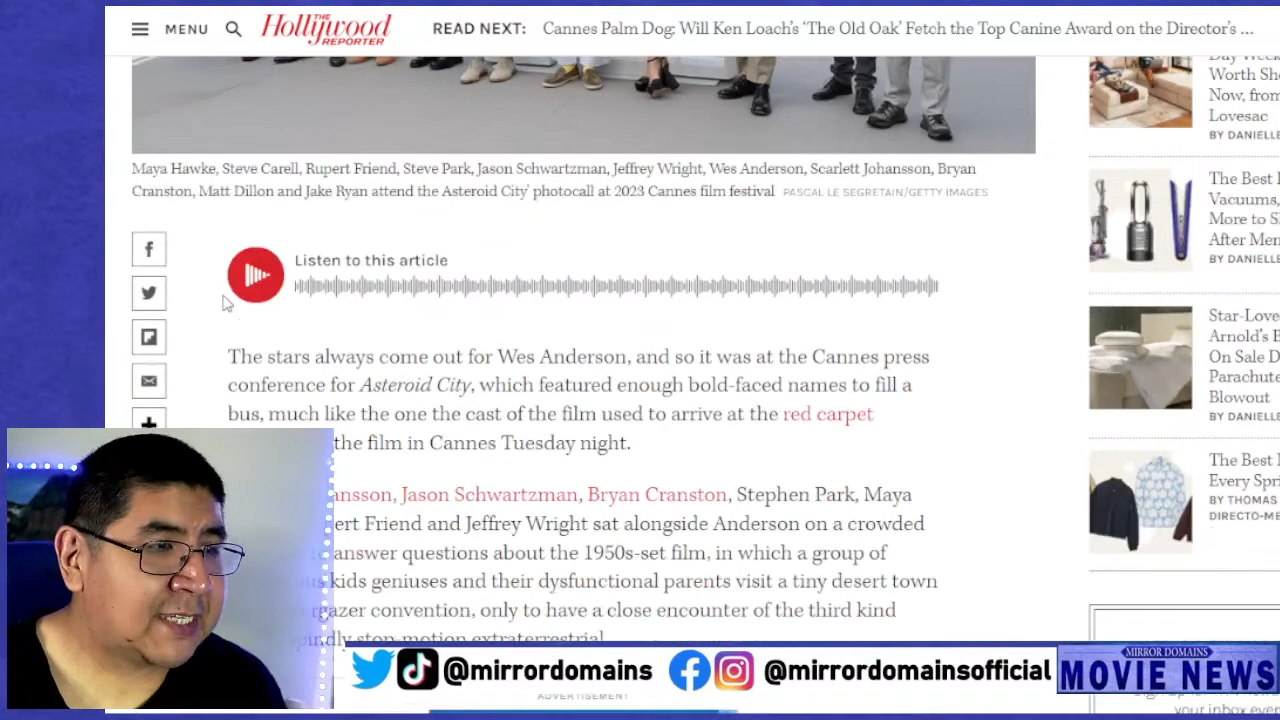 MENU
THE
Hollywood
REPORTER
READ NEXT: Cannes Palm Dog: Will Ken Loach's 'The Old Oak' Fetch the Top Canine Award on the Director's ...
Maya Hawke, Steve Carell, Rupert Friend, Steve Park, Jason Schwartzman, Jeffrey Wright, Wes Anderson, Scarlett Johansson, Bryan
Cranston, Matt Dillon and Jake Ryan attend the Asteroid City' photocall at 2023 Cannes film festival PASCAL LE SEGRETAIN/GETTY IMAGES
Listen to this article
The stars always come out for Wes Anderson, and so it was at the Cannes press
conference for Asteroid City, which featured enough bold-faced names to fill a
bus, much like the one the cast of the film used to arrive at the red carpet
the film in Cannes Tuesday night.
ansson, Jason Schwartzman, Bryan Cranston, Stephen Park, Maya
ert Friend and Jeffrey Wright sat alongside Anderson on a crowded
answer questions about the 1950s-set film, in which a group of
kids geniuses and their dysfunctional parents visit a tiny desert town
gazer convention, only to have a close encounter of the third kind
spindly stop-motion extraterrestrial.
ADVERTISEMENT
Day Week
Worth Sho
Now, from
Lovesac
BY DANIELLE
The Best D
Vacuums,
More to S
After Mem
BY DANIELL
Star-Love
Arnold's B
On Sale D
Parachute
Blowout
BY DANIELL
The Best M
Every Spri
BY THOMAS
DIRECTO-ME
your inbox ever
@mirrordomains
@mirrordomainsofficial
MIRROR DOMAINS
MOVIE NEWS